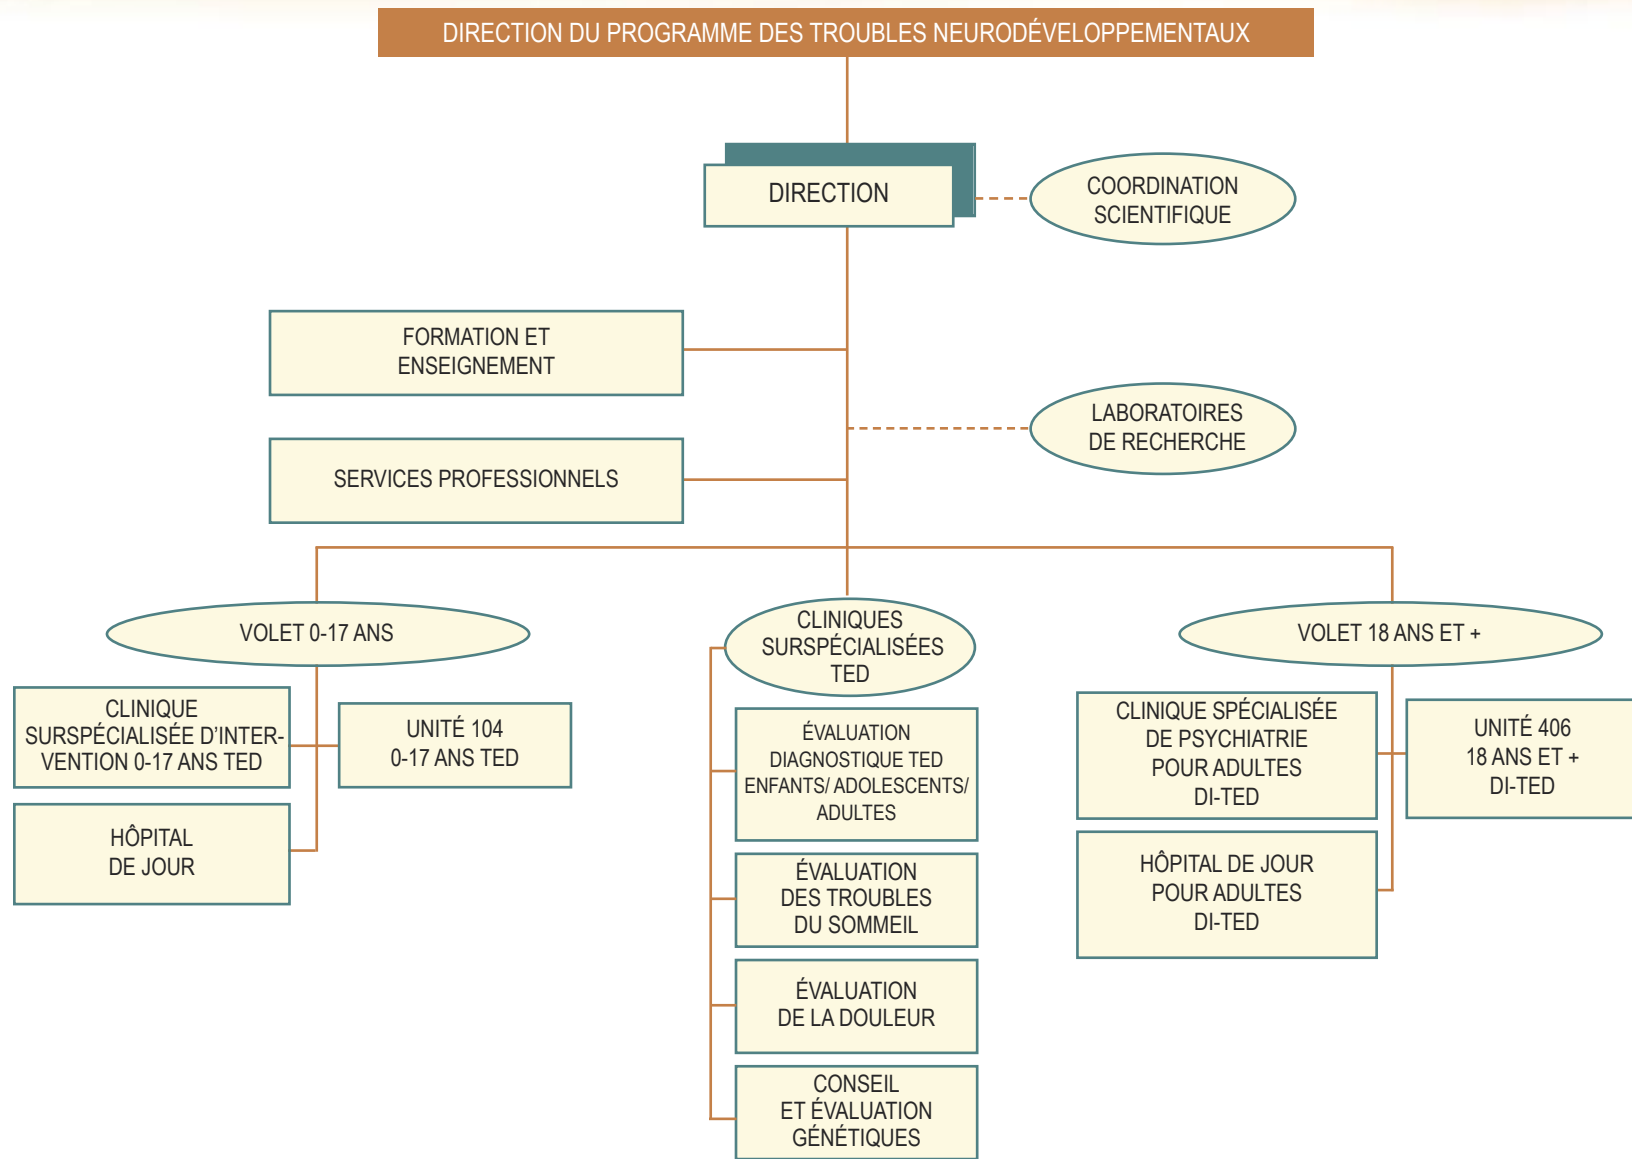 DIRECTION DU PROGRAMME DES TROUBLES NEURODÉVELOPPEMENTAUX
DIRECTION
COORDINATION
SCIENTIFIQUE
FORMATION ET
ENSEIGNEMENT
LABORATOIRES
DE RECHERCHE
SERVICES PROFESSIONNELS
VOLET 0-17 ANS
CLINIQUE
SURSPÉCIALISÉE D'INTER-
VENTION 0-17 ANS TED
UNITÉ 104
0-17 ANS TED
HÔPITAL
DE JOUR
CLINIQUES
SURSPÉCIALISÉES
TED
ÉVALUATION
DIAGNOSTIQUE TED
ENFANTS/ ADOLESCENTS/
ADULTES
ÉVALUATION
DES TROUBLES
DU SOMMEIL
ÉVALUATION
DE LA DOULEUR
CONSEIL
ET ÉVALUATION
GÉNÉTIQUES
VOLET 18 ANS ET +
CLINIQUE SPÉCIALISÉE
DE PSYCHIATRIE
POUR ADULTES
DI-TED
UNITÉ 406
18 ANS ET +
DI-TED
HÔPITAL DE JOUR
POUR ADULTES
DI-TED